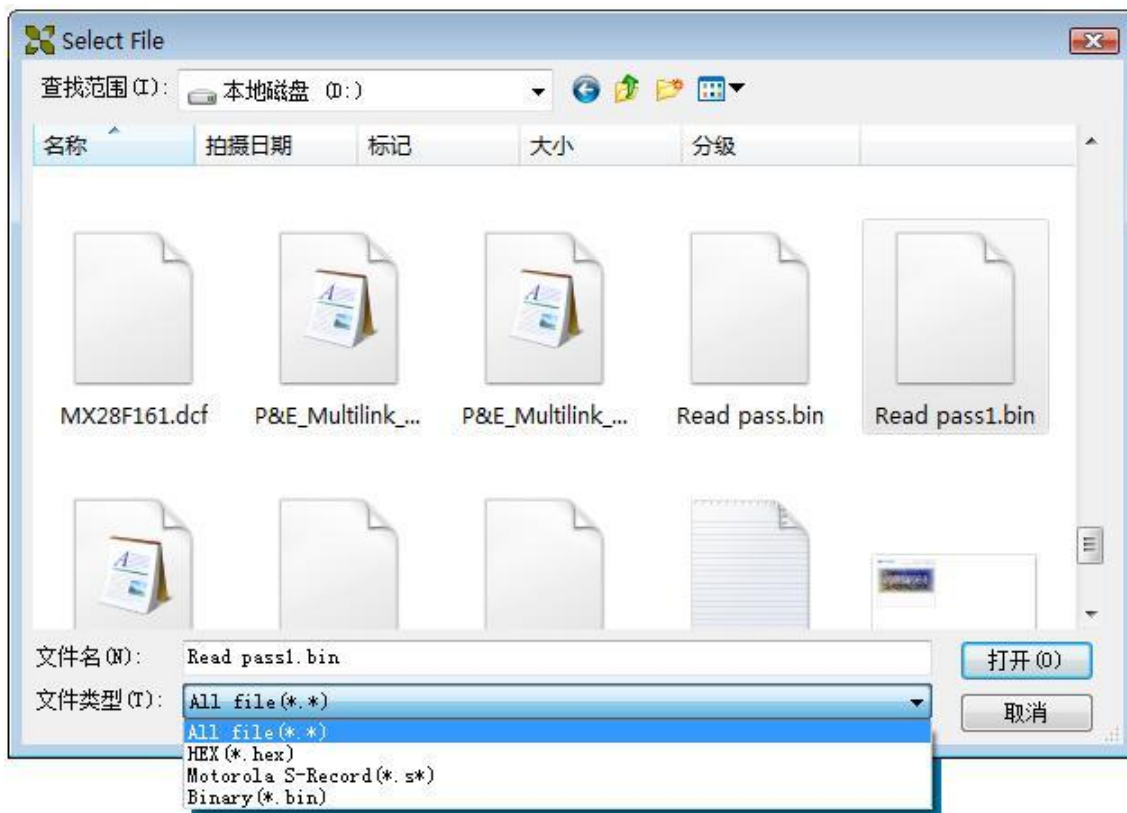 Select File
查找范围(I): 本地磁盘 (D:)
名称 拍摄日期 标记 大小 分级
MX28F161.dcf P&E_Multilink_... P&E_Multilink_... Read pass.bin Read pass1.bin
文件名(N): Read pass1.bin 打开(O)
文件类型(T): All file(*.*) 取消
All file(*.*)
HEX(*.hex)
Motorola S-Record(*.s*)
Binary(*.bin)